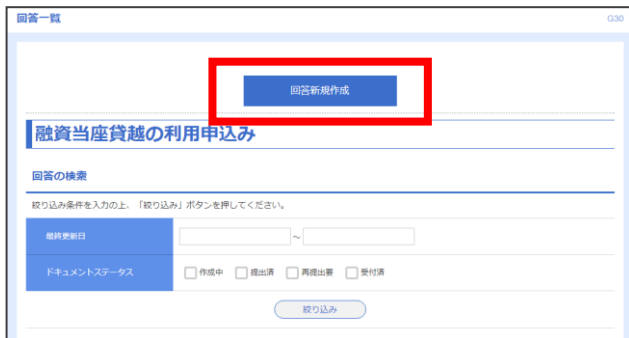 回答一覧
G30
回答新規作成
融資当座貸越の利用申込み
回答の検索
絞り込み条件を入力の上、「絞り込み」ボタンを押してください。
最終更新日 ～
ドキュメントステータス 作成中 提出済 再提出要 受付済
絞り込み